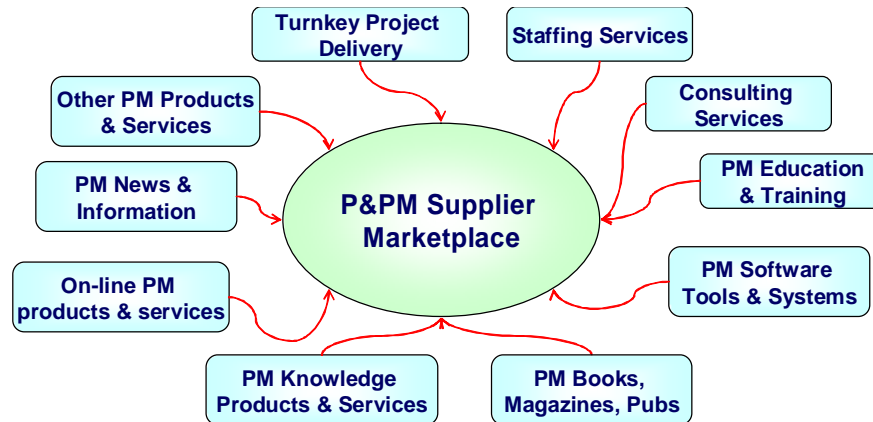 Turnkey Project
Delivery
Staffing Services
Other PM Products
& Services
Consulting
Services
PM News &
Information
P&PM Supplier
Marketplace
PM Education
& Training
On-line PM
products & services
PM Software
Tools & Systems
PM Knowledge
Products & Services
PM Books,
Magazines, Pubs